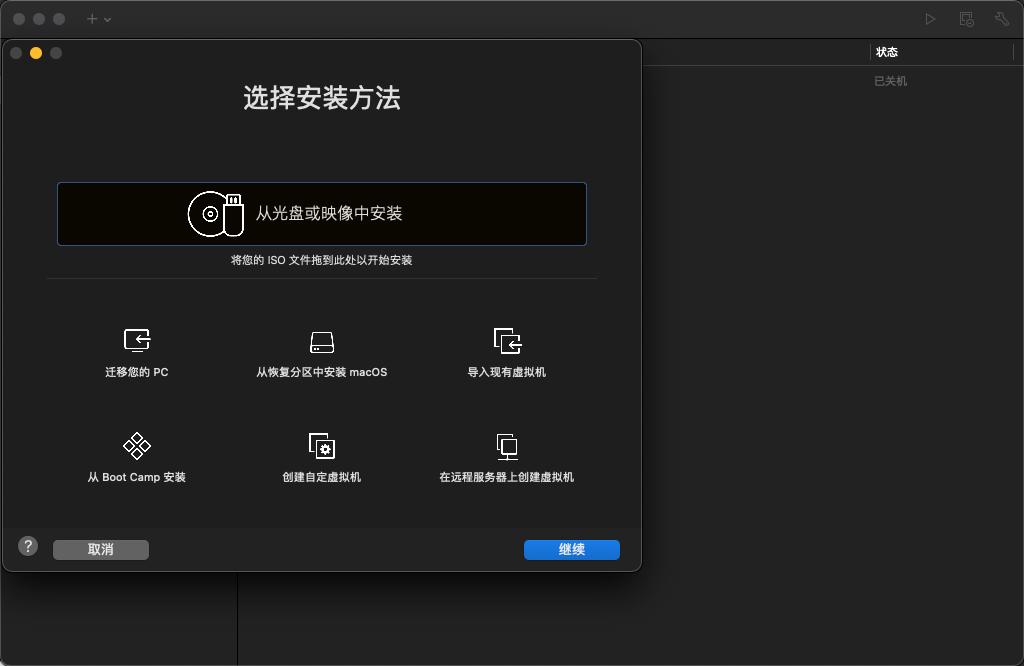 状态
已关机
选择安装方法
从光盘或映像中安装
将您的 ISO 文件拖到此处以开始安装
迁移您的 PC
从恢复分区中安装 macOS
导入现有虚拟机
从 Boot Camp 安装
创建自定虚拟机
在远程服务器上创建虚拟机
?
取消
继续